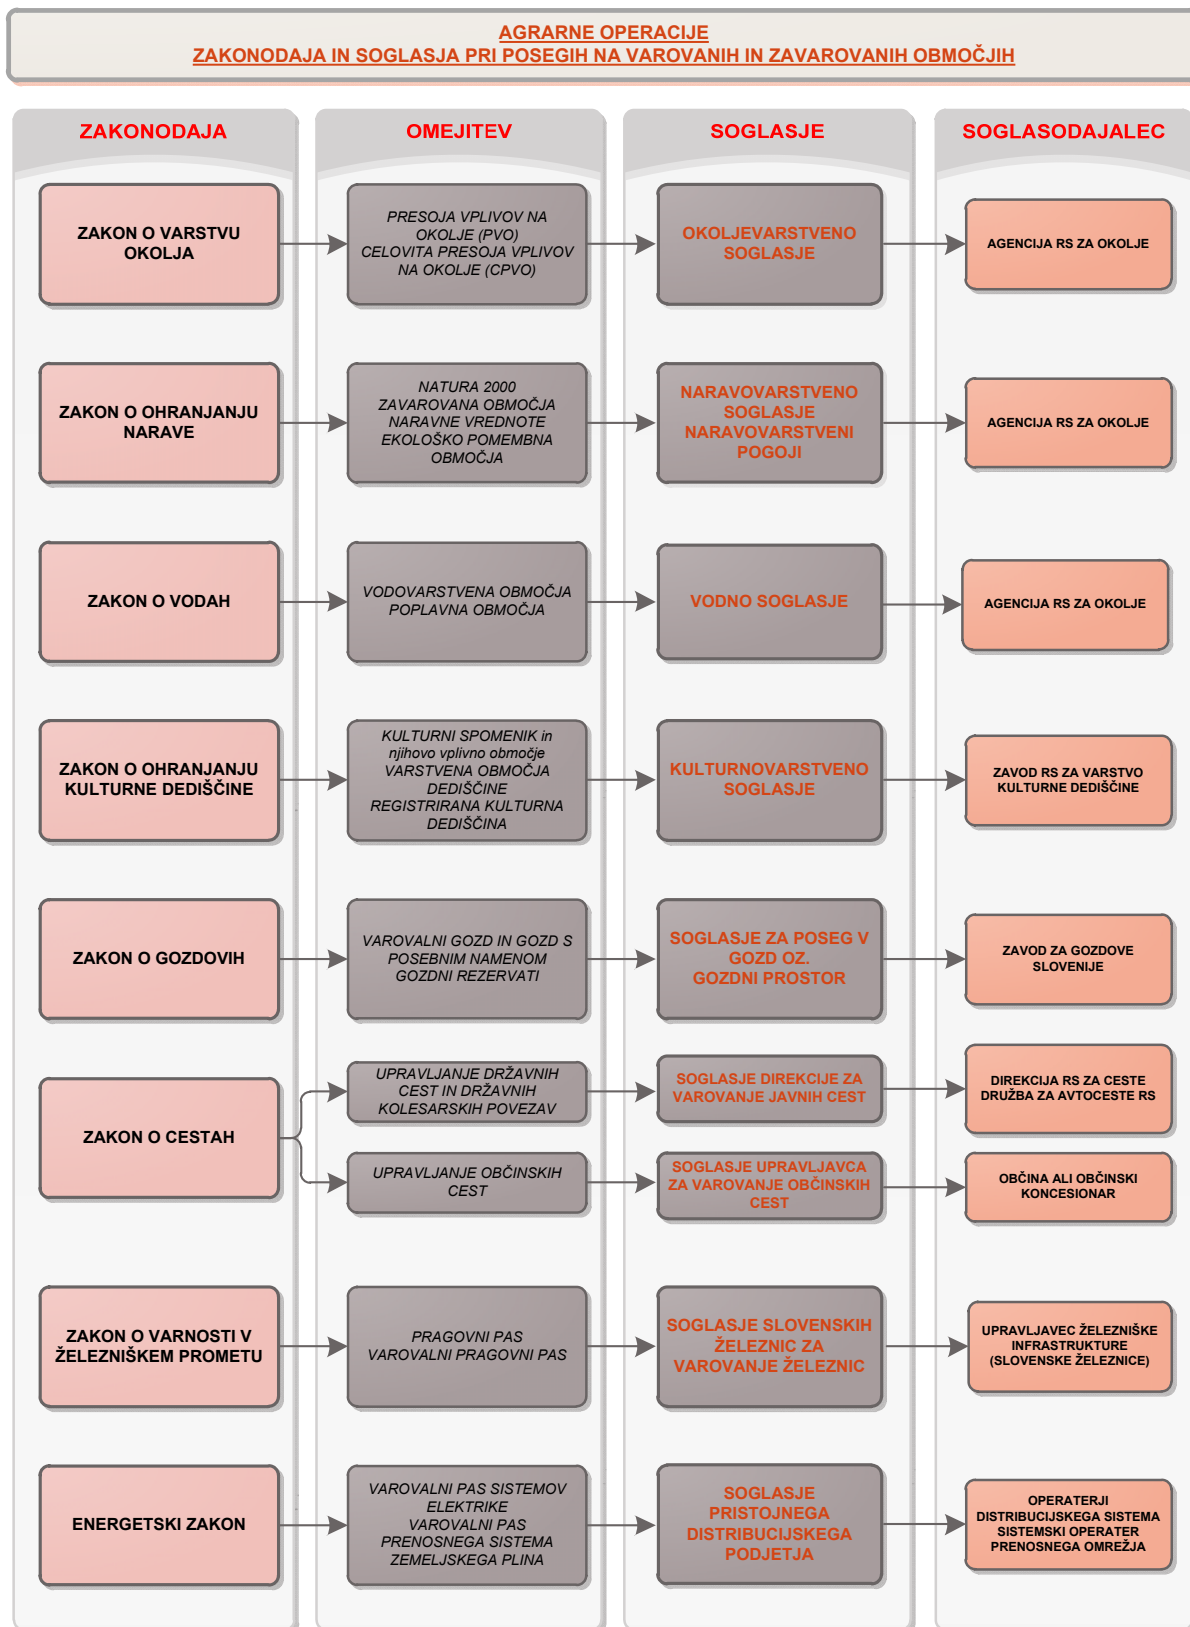 AGRARNE OPERACIJE
ZAKONODAJA IN SOGLASJA PRI POSEGIH NA VAROVANIH IN ZAVAROVANIH OBMOČJIH
ZAKONODAJA
OMEJITEV
SOGLASJE
SOGLASODAJALEC
ZAKON O VARSTVU
OKOLJA
PRESOJA VPLIVOV NA
OKOLJE (PVO)
CELOVITA PRESOJA VPLIVOV
NA OKOLJE (CPVO)
OKOLJEVARSTVENO
SOGLASJE
AGENCIJA RS ZA OKOLJE
ZAKON O OHRANJANJU
NARAVE
NATURA 2000
ZAVAROVANA OBMOČJA
NARAVNE VREDNOTE
EKOLOŠKO POMEMBNA
OBMOČJA
NARAVOVARSTVENO
SOGLASJE
NARAVOVARSTVENI
POGOJI
AGENCIJA RS ZA OKOLJE
ZAKON O VODAH
VODOVARSTVENA OBMOČJA
POPLAVNA OBMOČJA
VODNO SOGLASJE
AGENCIJA RS ZA OKOLJE
ZAKON O OHRANJANJU
KULTURNE DEDIŠČINE
KULTURNI SPOMENIK in
njihovo vplivno območje
VARSTVENA OBMOČJA
DEDIŠČINE
REGISTRIRANA KULTURNA
DEDIŠČINA
KULTURNOVARSTVENO
SOGLASJE
ZAVOD RS ZA VARSTVO
KULTURNE DEDIŠČINE
ZAKON O GOZDOVIH
VAROVALNI GOZD IN GOZD S
POSEBNIM NAMENOM
GOZDNI REZERVATI
SOGLASJE ZA POSEG V
GOZD OZ.
GOZDNI PROSTOR
ZAVOD ZA GOZDOVE
SLOVENIJE
ZAKON O CESTAH
UPRAVLJANJE DRŽAVNIH
CEST IN DRŽAVNIH
KOLESARSKIH POVEZAV
SOGLASJE DIREKCIJE ZA
VAROVANJE JAVNIH CEST
DIREKCIJA RS ZA CESTE
DRUŽBA ZA AVTOCESTE RS
UPRAVLJANJE OBČINSKIH
CEST
SOGLASJE UPRAVLJAVCA
ZA VAROVANJE OBČINSKIH
CEST
OBČINA ALI OBČINSKI
KONCESIONAR
ZAKON O VARNOSTI V
ŽELEZNIŠKEM PROMETU
PRAGOVNI PAS
VAROVALNI PRAGOVNI PAS
SOGLASJE SLOVENSKIH
ŽELEZNIC ZA
VAROVANJE ŽELEZNIC
UPRAVLJAVEC ŽELEZNIŠKE
INFRASTRUKTURE
(SLOVENSKE ŽELEZNICE)
ENERGETSKI ZAKON
VAROVALNI PAS SISTEMOV
ELEKTRIKE
VAROVALNI PAS
PRENOSNEGA SISTEMA
ZEMELJSKEGA PLINA
SOGLASJE
PRISTOJNEGA
DISTRIBUCIJSKEGA
PODJETJA
OPERATERJI
DISTRIBUCIJSKEGA SISTEMA
SISTEMSKI OPERATER
PRENOSNEGA OMREŽJA